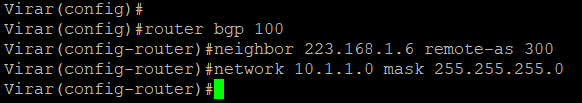 Virar(config)#
Virar(config)#router bgp 100
Virar(config-router)#neighbor 223.168.1.6 remote-as 300
Virar(config-router)#network 10.1.1.0 mask 255.255.255.0
Virar(config-router)#